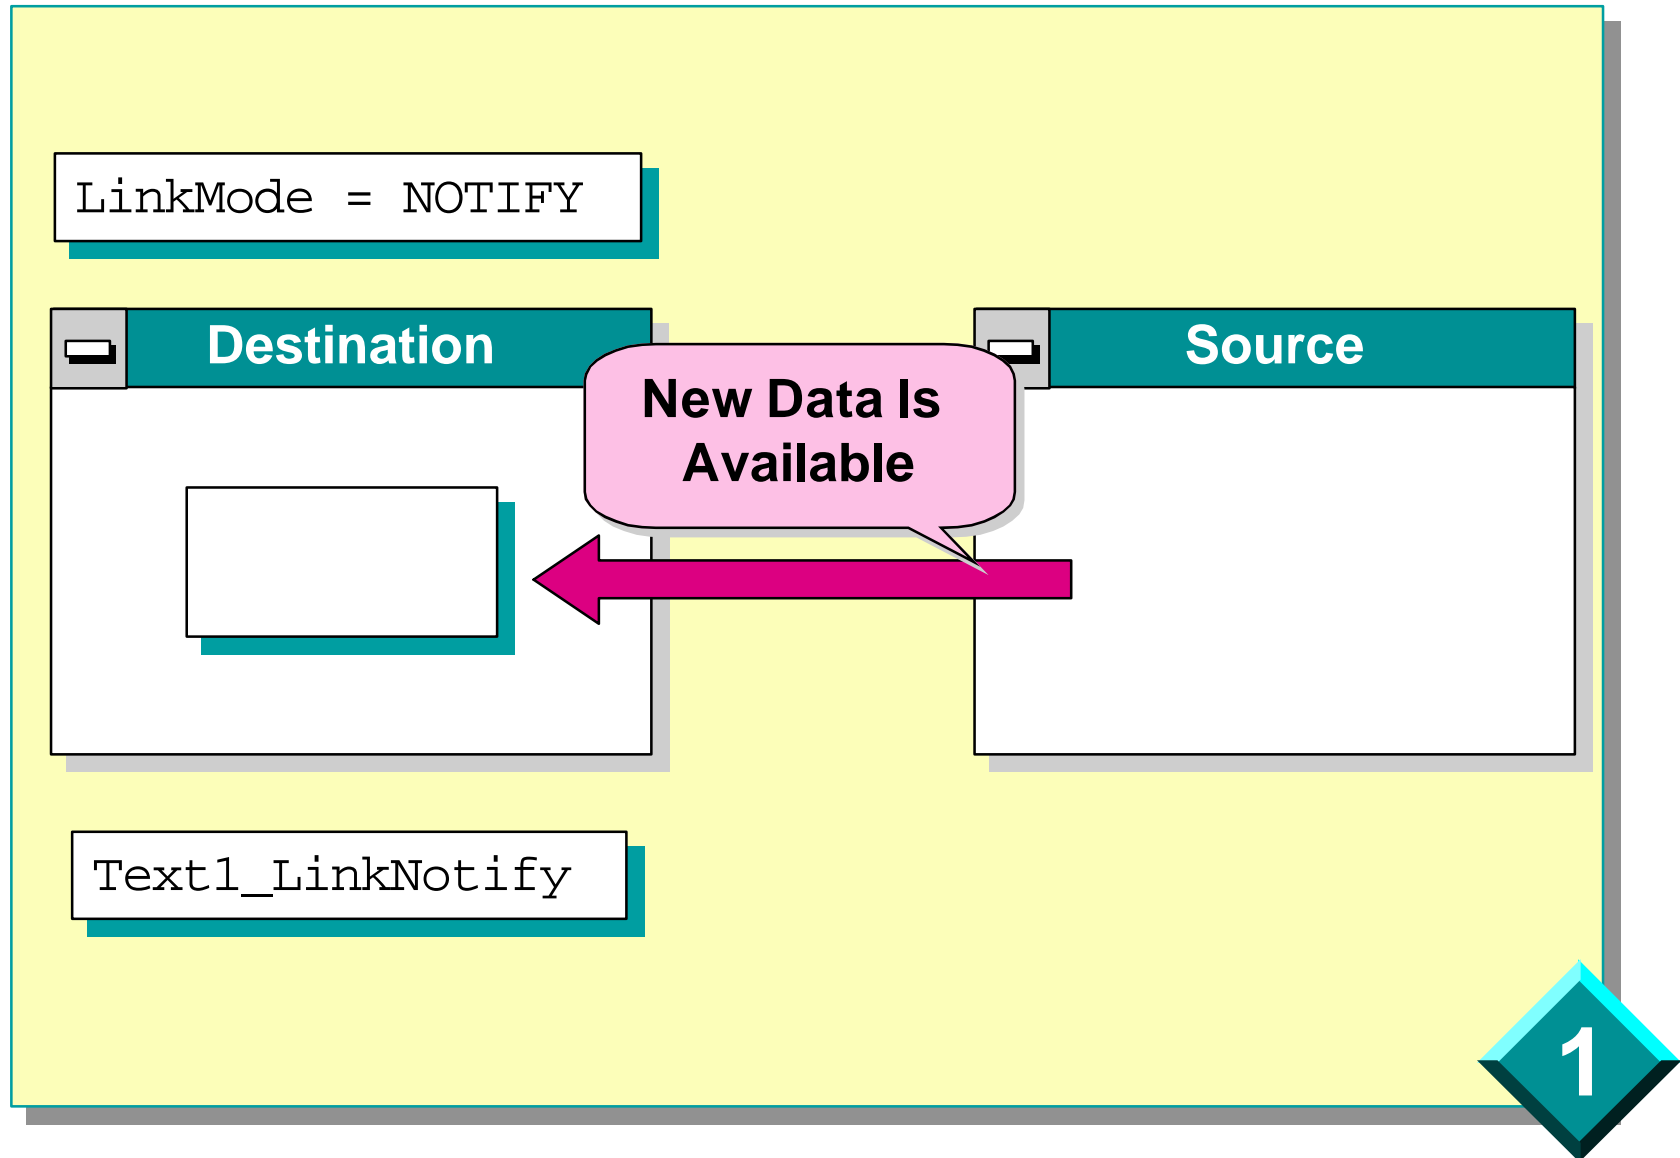 LinkMode = NOTIFY
Destination
Source
New Data Is
Available
Text1_LinkNotify
1